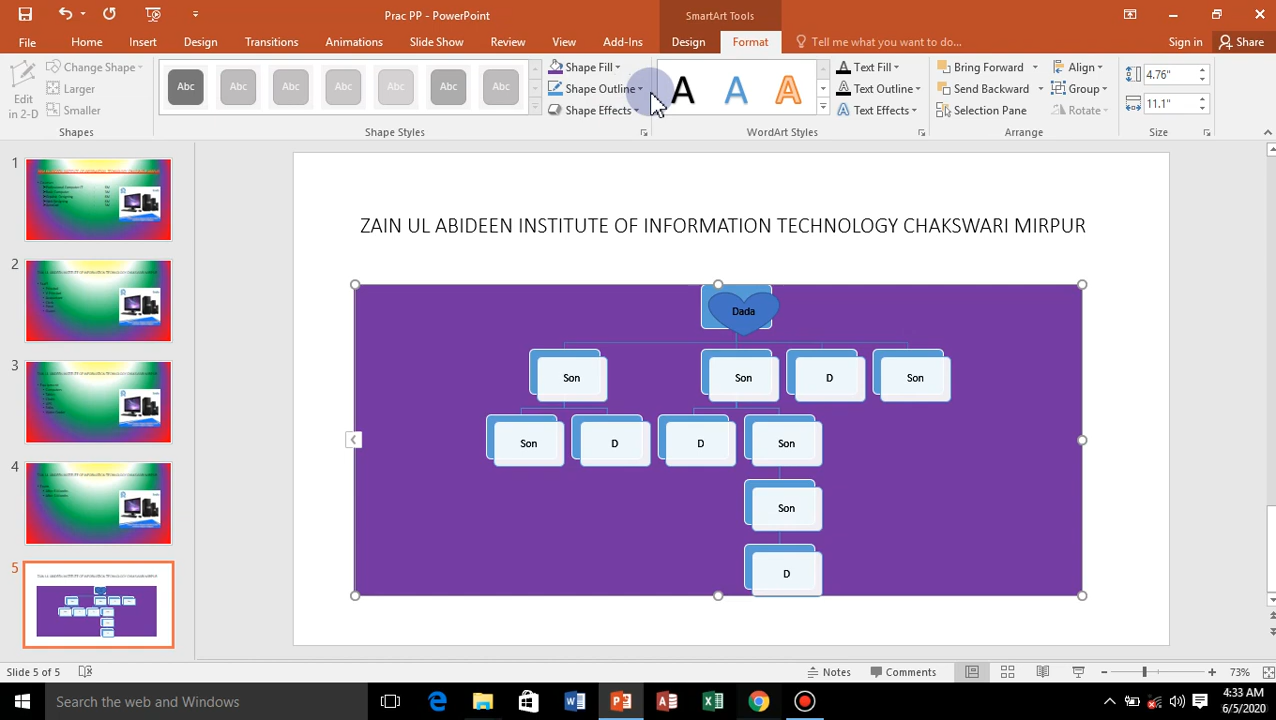 Prac PP - PowerPoint
SmartArt Tools
File Home Insert Design Transitions Animations Slide Show Review View Add-Ins Design Format Tell me what you want to do... Sign in Share
Edit in 2-D
Change Shape
Larger
Smaller
Shapes
Abc Abc Abc Abc Abc Abc Abc
Shape Fill
Shape Outline
Shape Effects
Shape Styles
A A A
Text Fill
Text Outline
Text Effects
WordArt Styles
Bring Forward
Send Backward
Selection Pane
Align
Group
Rotate
Arrange
4.76"
11.1"
Size
1
2
3
4
5
ZAIN UL ABIDEEN INSTITUTE OF INFORMATION TECHNOLOGY CHAKSWARI MIRPUR
Dada
Son Son D Son
Son D D Son
Son
D
Slide 5 of 5
Notes
Comments
73%
Search the web and Windows
4:33 AM
6/5/2020